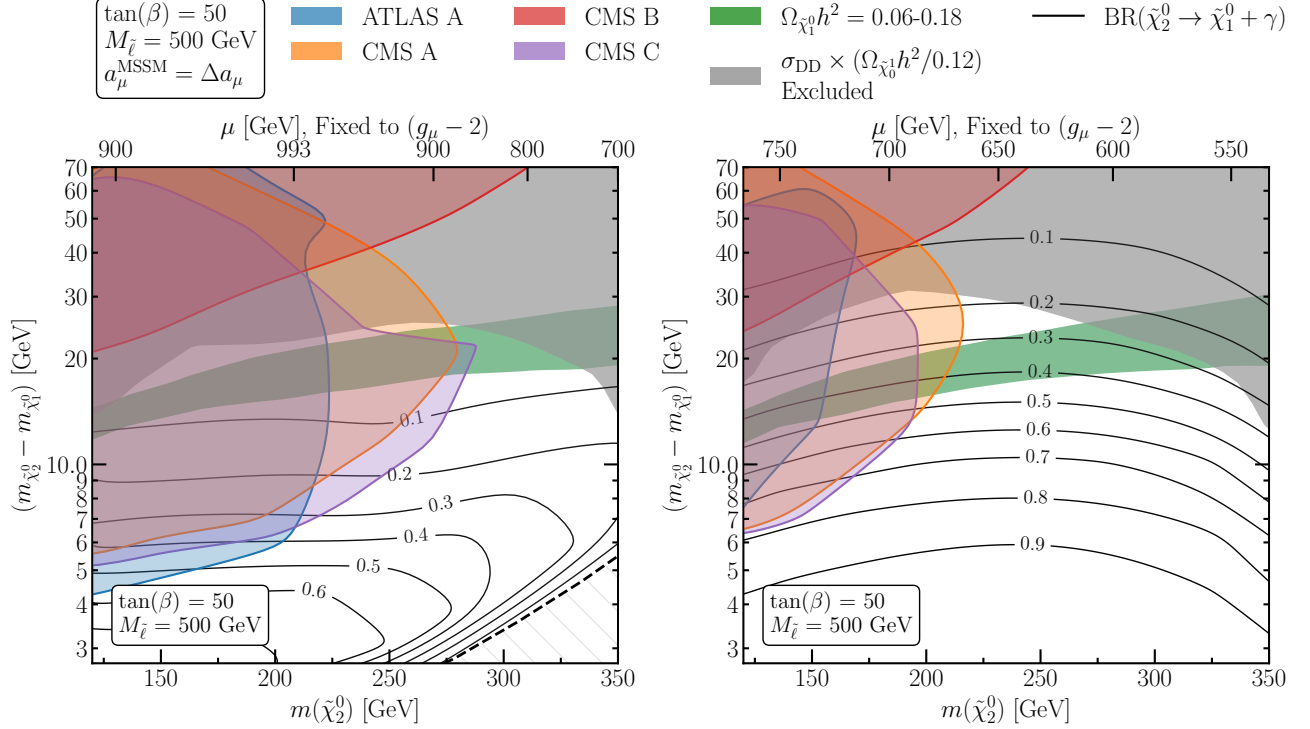 tan(β) = 50
M_ℓ̃ = 500 GeV
a_μ^MSSM = Δa_μ
ATLAS A
CMS A
CMS B
CMS C
Ω_χ̃₁⁰ h² = 0.06-0.18
σ_DD × (Ω_χ̃₀¹ h²/0.12)
Excluded
BR(χ̃₂⁰ → χ̃₁⁰ + γ)
μ [GeV], Fixed to (g_μ − 2)
900 993 900 800 700
70
60
50
40
30
20
10.0
9
8
7
6
5
4
3
(m_χ̃₂⁰ − m_χ̃₁⁰) [GeV]
0.1
0.2
0.3
0.4
0.5
0.6
tan(β) = 50
M_ℓ̃ = 500 GeV
150 200 250 300 350
m(χ̃₂⁰) [GeV]
μ [GeV], Fixed to (g_μ − 2)
750 700 650 600 550
70
60
50
40
30
20
10.0
9
8
7
6
5
4
3
(m_χ̃₂⁰ − m_χ̃₁⁰) [GeV]
0.1
0.2
0.3
0.4
0.5
0.6
0.7
0.8
0.9
tan(β) = 50
M_ℓ̃ = 500 GeV
150 200 250 300 350
m(χ̃₂⁰) [GeV]